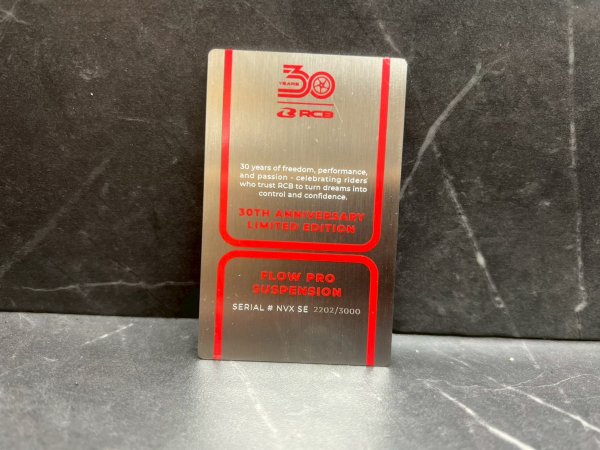 30
YEARS
RCB
30 years of freedom, performance,
and passion - celebrating riders
who trust RCB to turn dreams into
control and confidence.
30TH ANNIVERSARY
LIMITED EDITION
FLOW PRO
SUSPENSION
SERIAL # NVX SE 2202/3000